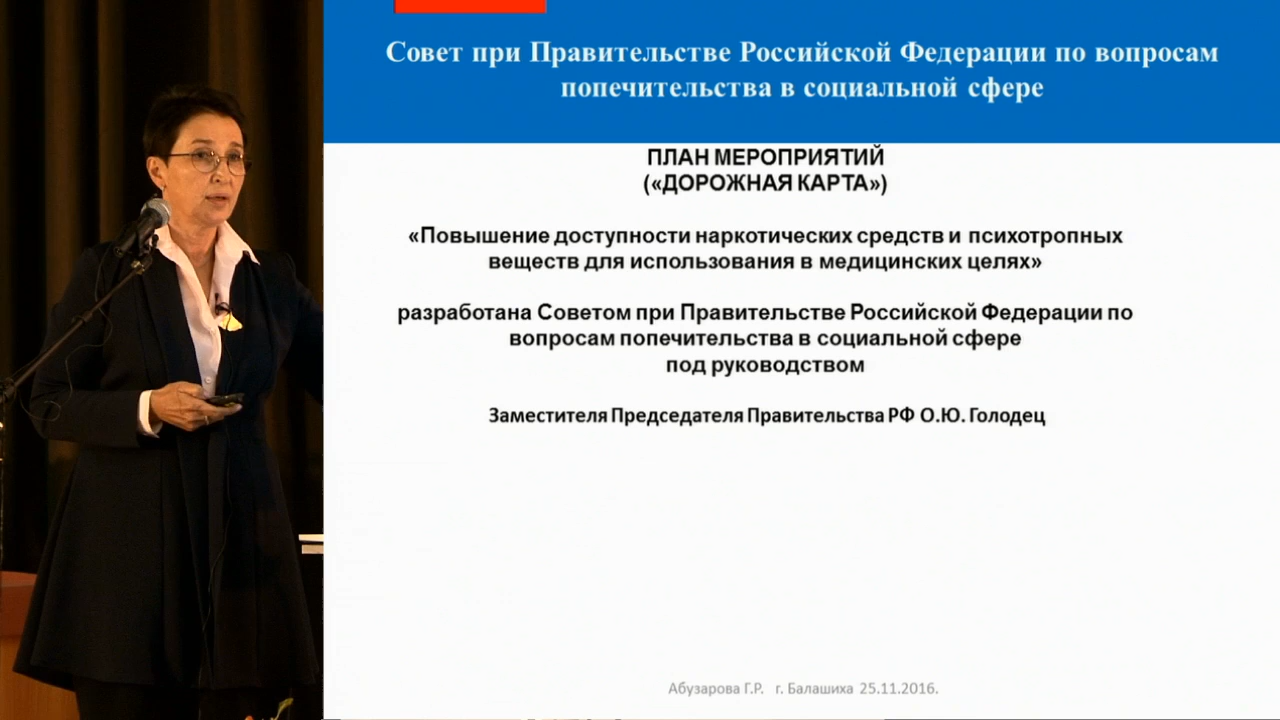 Совет при Правительстве Российской Федерации по вопросам
попечительства в социальной сфере
ПЛАН МЕРОПРИЯТИЙ
(«ДОРОЖНАЯ КАРТА»)
«Повышение доступности наркотических средств и психотропных
веществ для использования в медицинских целях»
разработана Советом при Правительстве Российской Федерации по
вопросам попечительства в социальной сфере
под руководством
Заместителя Председателя Правительства РФ О.Ю. Голодец
Абузарова Г.Р. г. Балашиха 25.11.2016.